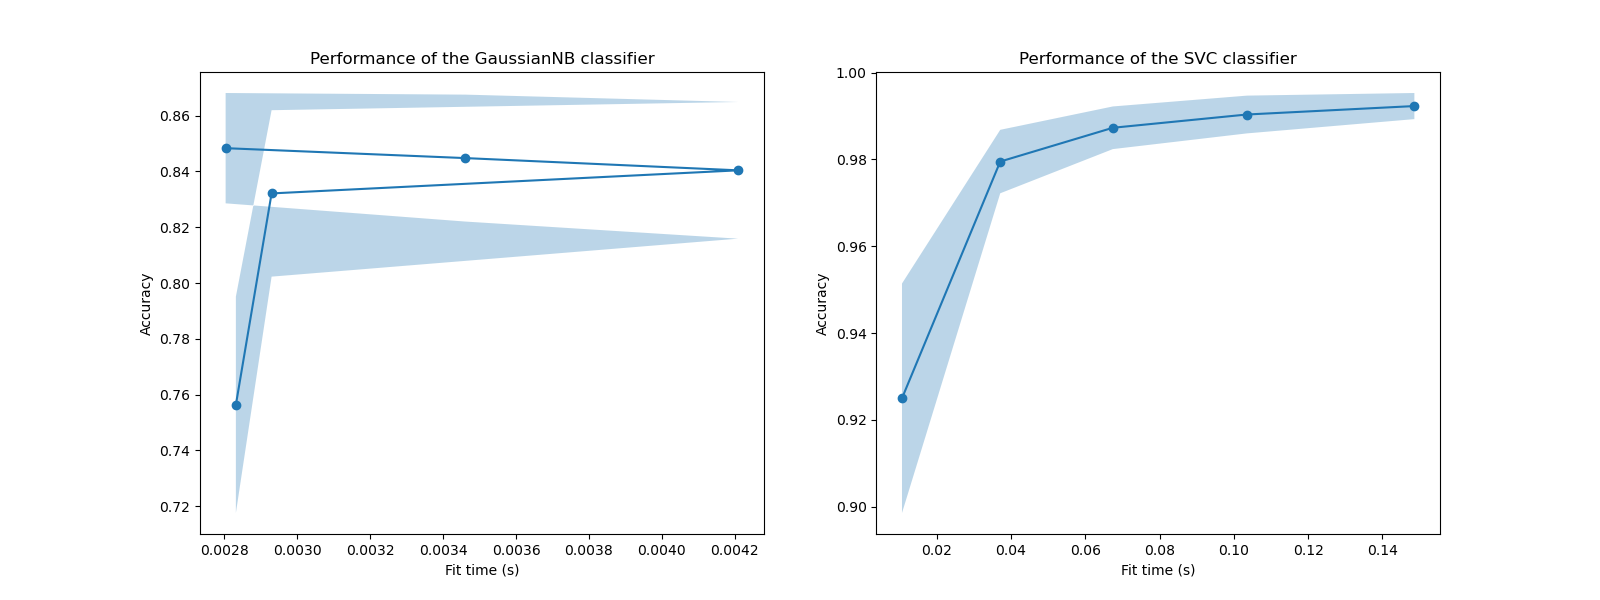 Performance of the GaussianNB classifier
0.86
0.84
0.82
0.80
0.78
0.76
0.74
0.72
Accuracy
0.0028 0.0030 0.0032 0.0034 0.0036 0.0038 0.0040 0.0042
Fit time (s)
Performance of the SVC classifier
1.00
0.98
0.96
0.94
0.92
0.90
Accuracy
0.02 0.04 0.06 0.08 0.10 0.12 0.14
Fit time (s)